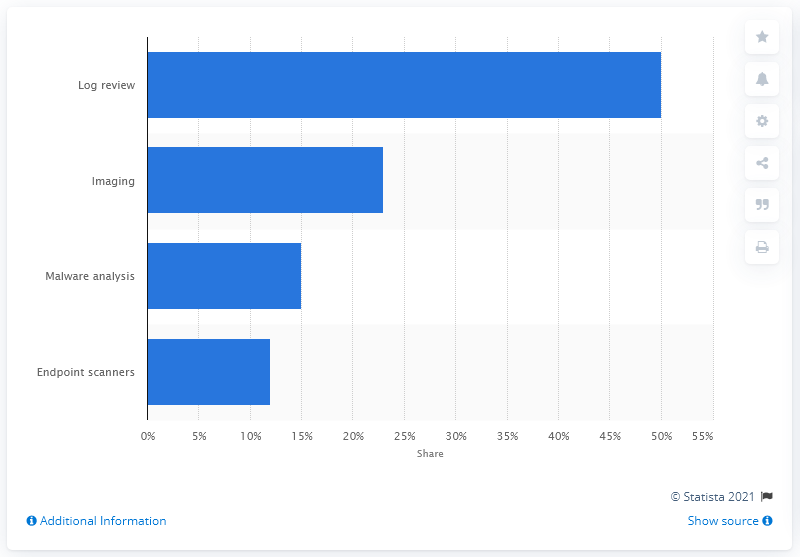 Log review
Imaging
Malware analysis
Endpoint scanners
0% 5% 10% 15% 20% 25% 30% 35% 40% 45% 50% 55%
Share
© Statista 2021
Additional Information
Show source